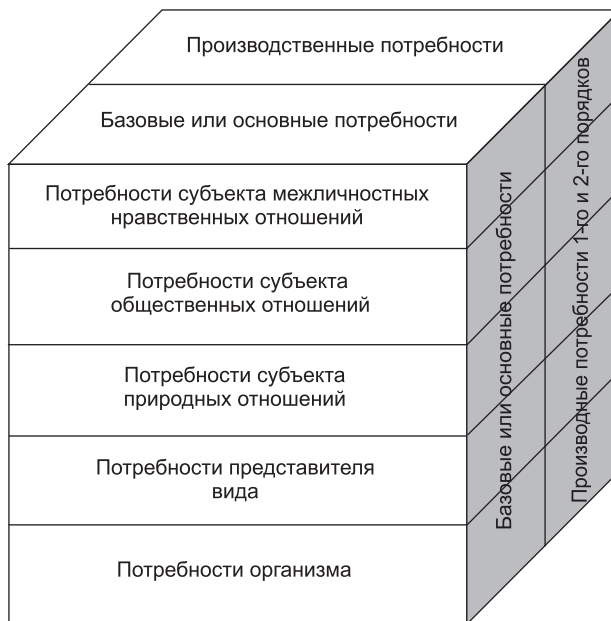 Производственные потребности
Базовые или основные потребности
Потребности субъекта межличностных
нравственных отношений
Потребности субъекта
общественных отношений
Потребности субъекта
природных отношений
Потребности представителя
вида
Потребности организма
Базовые или основные потребности
Производные потребности 1-го и 2-го порядков